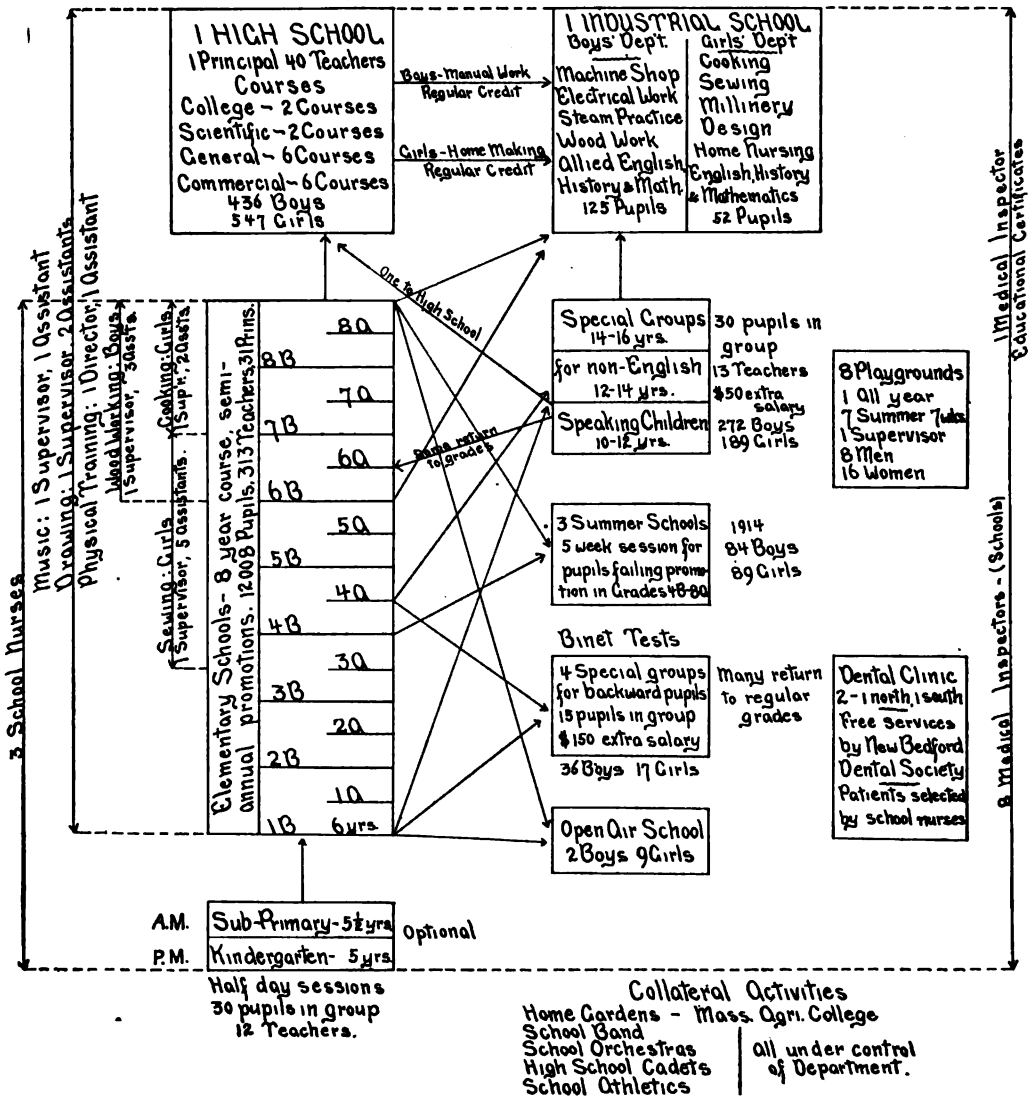 1 HIGH SCHOOL
1 Principal 40 Teachers
Courses
College - 2 Courses
Scientific - 2 Courses
General - 6 Courses
Commercial - 6 Courses
436 Boys
547 Girls
Boys - Manual Work
Regular Credit
Girls - Home Making
Regular Credit
1 INDUSTRIAL SCHOOL
Boys' Dep't.
Machine Shop
Electrical Work
Steam Practice
Wood Work
Allied English,
History & Math.
125 Pupils
Girls' Dep't
Cooking
Sewing
Millinery
Design
Home Nursing
English, History
& Mathematics
52 Pupils
3 School Nurses
Music: 1 Supervisor, 1 Assistant
Drawing: 1 Supervisor, 2 Assistants
Physical Training: 1 Director, 1 Assistant
Wood Working: Boys
1 Supervisor, 3 Assts.
Cooking: Girls
1 Supr., 2 Assts.
Sewing: Girls
1 Supervisor, 5 Assistants.
Elementary Schools - 8 year course, semi-
annual promotions. 12008 Pupils, 313 Teachers, 31 Prins.
8A
8B
7A
7B
6A
6B
5A
5B
4A
4B
3A
3B
2A
2B
1A
1B 6 yrs.
One to High School
Some return
to grades
Special Groups
14-16 yrs.
for non-English
12-14 yrs.
Speaking Children
10-12 yrs.
30 pupils in
group
13 Teachers
$50 extra
salary
272 Boys
189 Girls
8 Playgrounds
1 All year
7 Summer 7 wks
1 Supervisor
8 Men
16 Women
3 Summer Schools
5 week session for
pupils failing promo-
tion in Grades 4B-8A
1914
84 Boys
89 Girls
Binet Tests
4 Special groups
for backward pupils
15 pupils in group
$150 extra salary
36 Boys 17 Girls
Many return
to regular
grades
Dental Clinic
2 - 1 north, 1 south
Free services
by New Bedford
Dental Society
Patients selected
by school nurses
Open Air School
2 Boys 9 Girls
1 Medical Inspector
Educational Certificates
8 Medical Inspectors - (Schools)
A.M.
Sub-Primary - 5½ yrs
P.M.
Kindergarten - 5 yrs.
Optional
Half day sessions
30 pupils in group
12 Teachers.
Collateral Activities
Home Gardens - Mass. Agri. College
School Band
School Orchestras
High School Cadets
School Athletics
All under control
of Department.